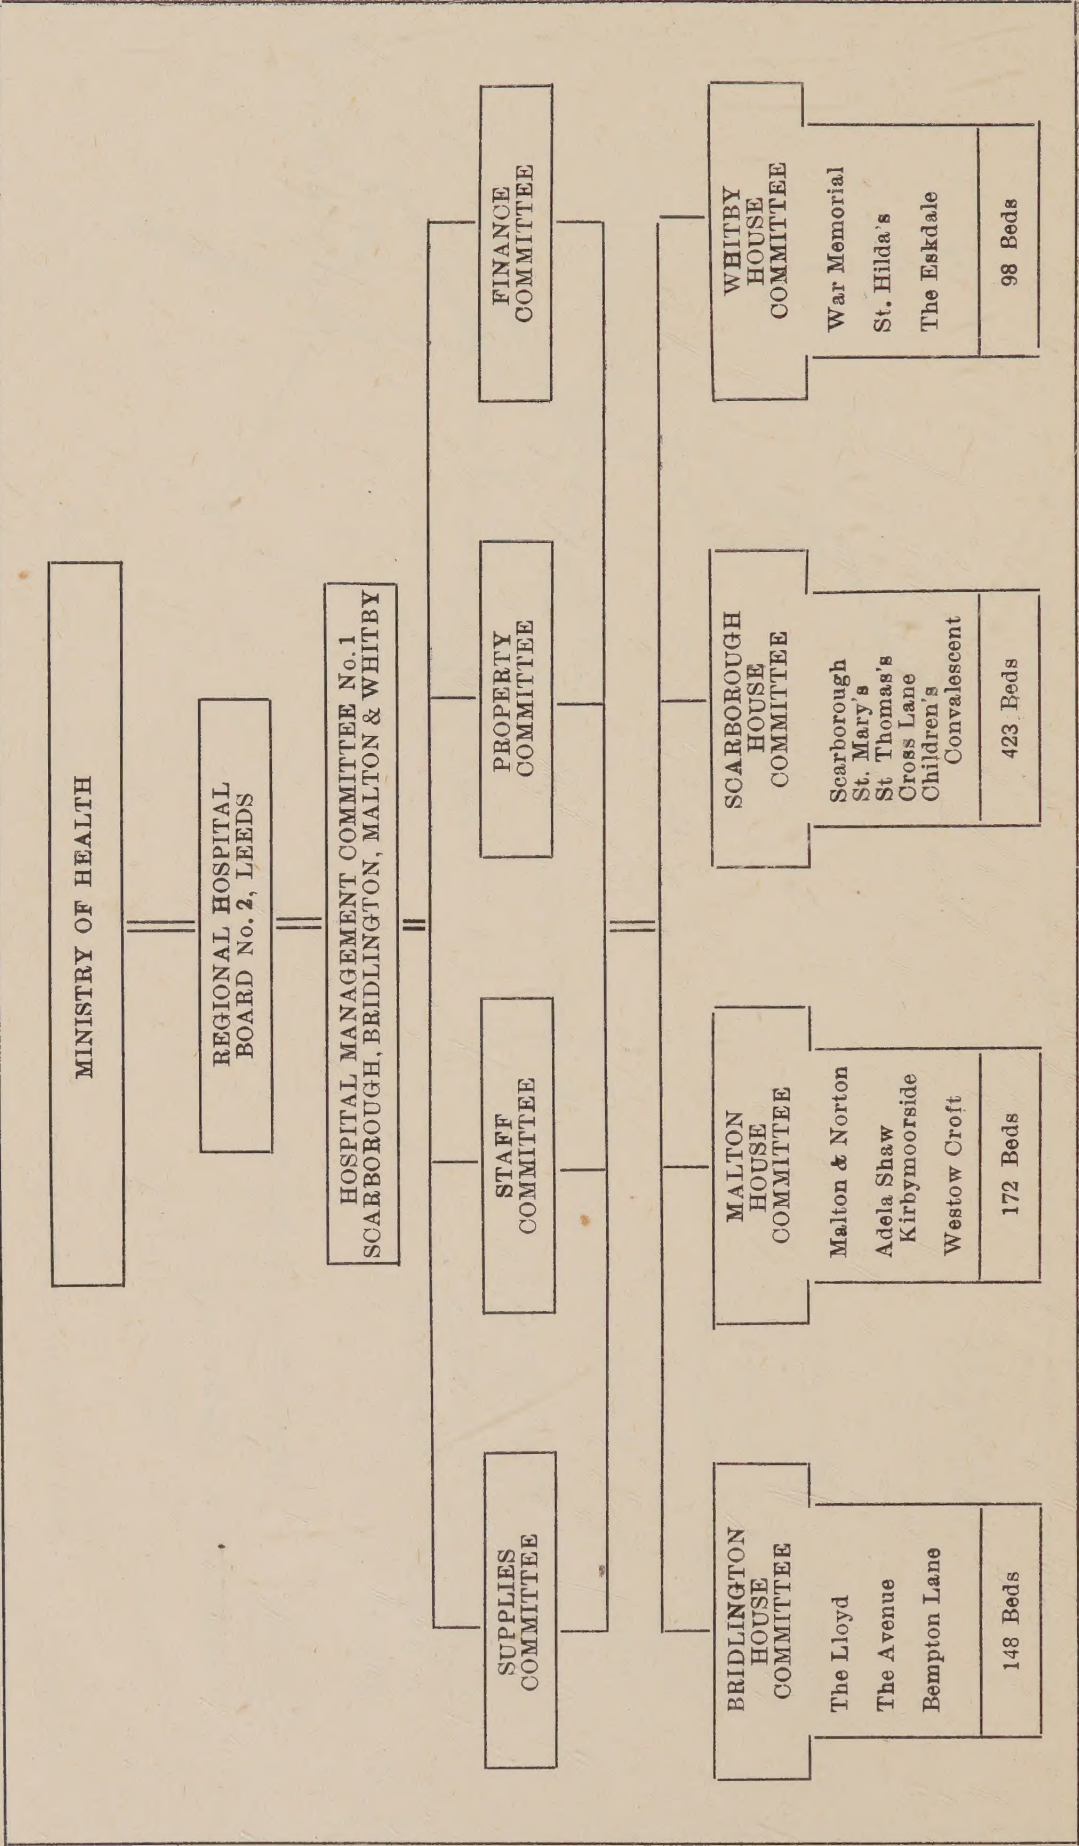 MINISTRY OF HEALTH
REGIONAL HOSPITAL
BOARD No. 2, LEEDS
HOSPITAL MANAGEMENT COMMITTEE No. 1
SCARBOROUGH, BRIDLINGTON, MALTON & WHITBY
SUPPLIES
COMMITTEE
STAFF
COMMITTEE
PROPERTY
COMMITTEE
FINANCE
COMMITTEE
BRIDLINGTON
HOUSE
COMMITTEE
The Lloyd
The Avenue
Bempton Lane
148 Beds
MALTON
HOUSE
COMMITTEE
Malton & Norton
Adela Shaw
Kirbymoorside
Westow Croft
172 Beds
SCARBOROUGH
HOUSE
COMMITTEE
Scarborough
St. Mary's
St Thomas's
Cross Lane
Children's
Convalescent
423 Beds
WHITBY
HOUSE
COMMITTEE
War Memorial
St. Hilda's
The Eskdale
98 Beds